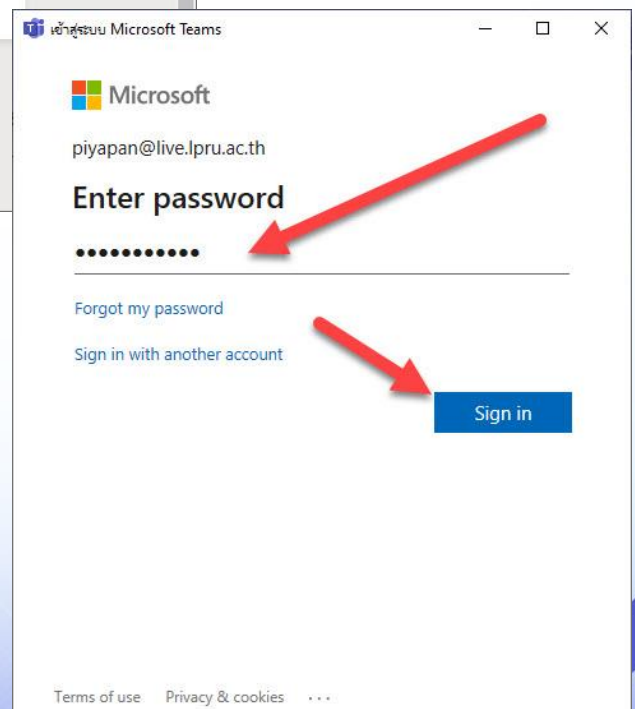 เข้าสู่ระบบ Microsoft Teams
Microsoft
piyapan@live.lpru.ac.th
Enter password
•••••••••••
Forgot my password
Sign in with another account
Sign in
Terms of use Privacy & cookies ...